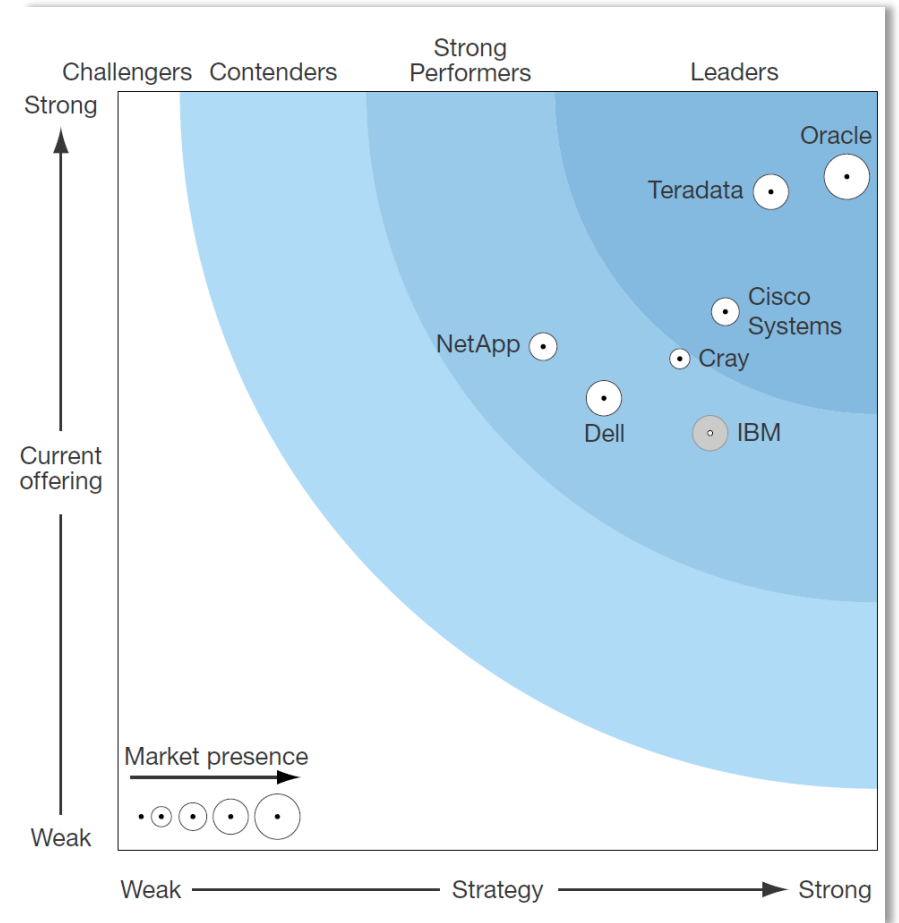 Strong
Challengers Contenders Performers Leaders
Strong
Oracle
Teradata
Cisco
Systems
NetApp
Cray
Dell
IBM
Current
offering
Market presence
Weak
Weak Strategy Strong